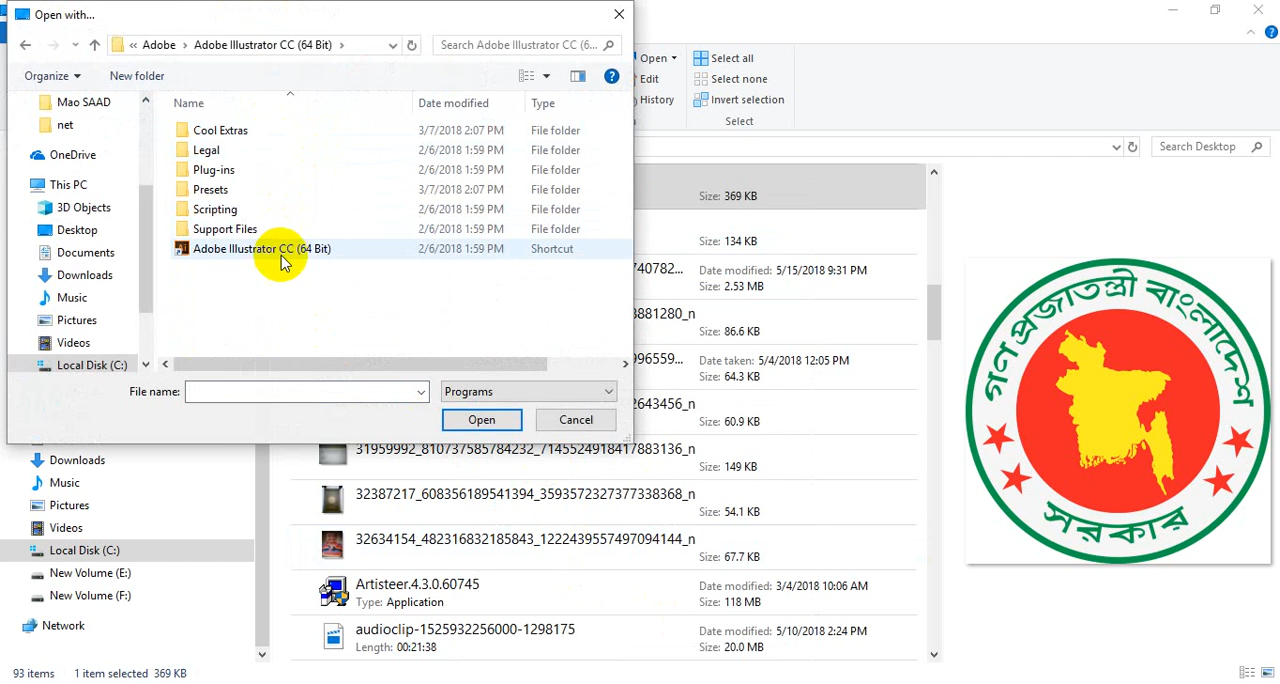 Open with...
« Adobe › Adobe Illustrator CC (64 Bit) ›
Search Adobe Illustrator CC (6...
Organize
New folder
Mao SAAD
net
OneDrive
This PC
3D Objects
Desktop
Documents
Downloads
Music
Pictures
Videos
Local Disk (C:)
Name Date modified Type
Cool Extras 3/7/2018 2:07 PM File folder
Legal 2/6/2018 1:59 PM File folder
Plug-ins 2/6/2018 1:59 PM File folder
Presets 3/7/2018 2:07 PM File folder
Scripting 2/6/2018 1:59 PM File folder
Support Files 2/6/2018 1:59 PM File folder
Adobe Illustrator CC (64 Bit) 2/6/2018 1:59 PM Shortcut
File name:
Programs
Open
Cancel
Open
Edit
History
Select all
Select none
Invert selection
Select
Search Desktop
Size: 369 KB
Size: 134 KB
740782... Date modified: 5/15/2018 9:31 PM
Size: 2.53 MB
3881280_n
Size: 86.6 KB
996559... Date taken: 5/4/2018 12:05 PM
Size: 64.3 KB
2643456_n
Size: 60.9 KB
Size: 149 KB
32387217_608356189541394_3593572327377338368_n
Size: 54.1 KB
32634154_482316832185843_1222439557497094144_n
Size: 67.7 KB
Artisteer.4.3.0.60745 Date modified: 3/4/2018 10:06 AM
Type: Application Size: 118 MB
audioclip-1525932256000-1298175 Date modified: 5/10/2018 2:24 PM
Length: 00:21:38 Size: 20.0 MB
Downloads
Music
Pictures
Videos
Local Disk (C:)
New Volume (E:)
New Volume (F:)
Network
গণপ্রজাতন্ত্রী বাংলাদেশ
সরকার
93 items 1 item selected 369 KB